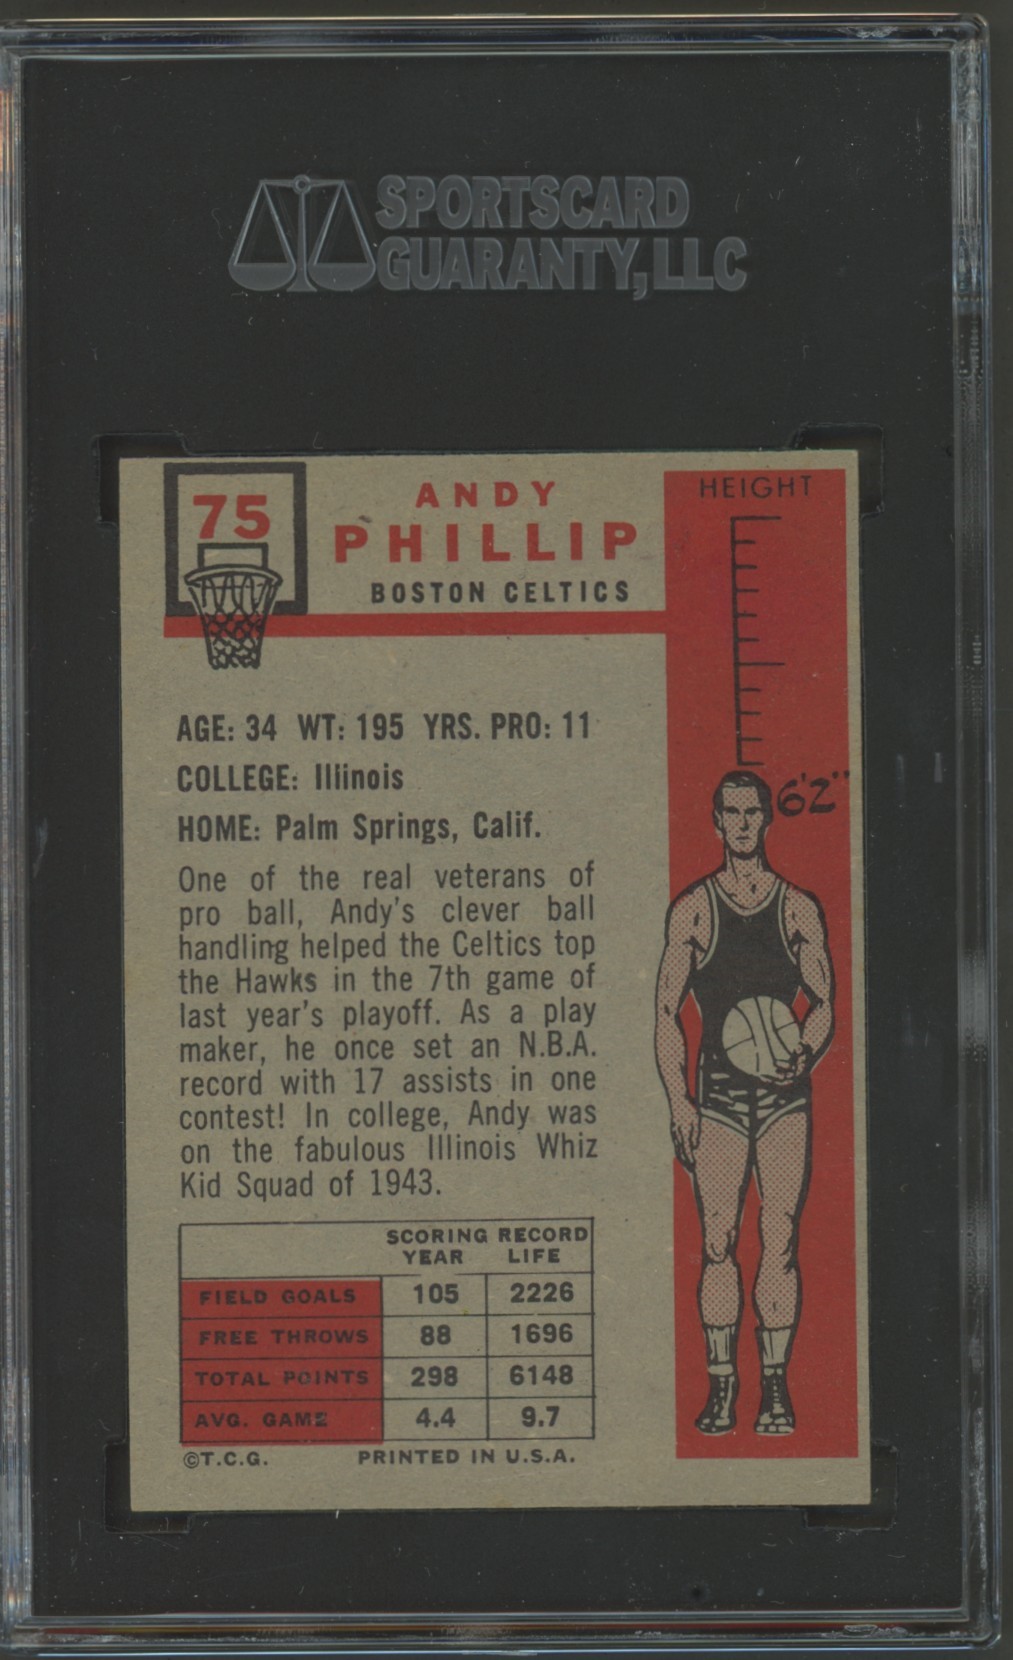 SPORTSCARD
GUARANTY, LLC
75
ANDY
PHILLIP
BOSTON CELTICS
HEIGHT
6'2"
AGE: 34 WT: 195 YRS. PRO: 11
COLLEGE: Illinois
HOME: Palm Springs, Calif.
One of the real veterans of
pro ball, Andy's clever ball
handling helped the Celtics top
the Hawks in the 7th game of
last year's playoff. As a play
maker, he once set an N.B.A.
record with 17 assists in one
contest! In college, Andy was
on the fabulous Illinois Whiz
Kid Squad of 1943.
SCORING RECORD
YEAR LIFE
FIELD GOALS 105 2226
FREE THROWS 88 1696
TOTAL POINTS 298 6148
AVG. GAME 4.4 9.7
©T.C.G. PRINTED IN U.S.A.